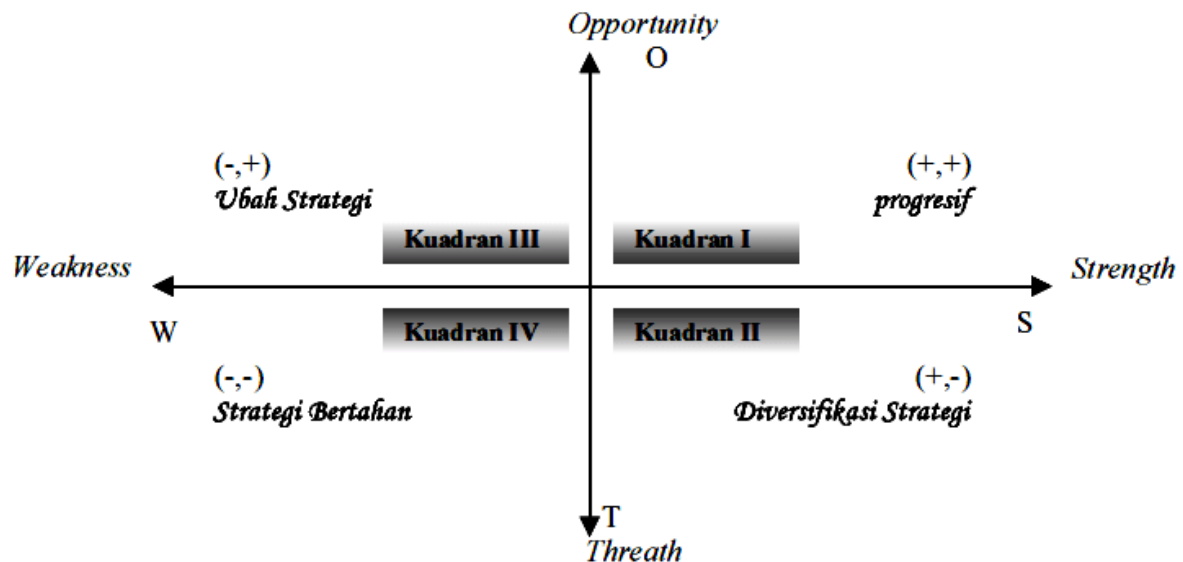 Opportunity
O
(-,+)
Ubah Strategi
(+,+)
progresif
Kuadran III
Kuadran I
Weakness
Strength
W
S
Kuadran IV
Kuadran II
(-,-)
Strategi Bertahan
(+,-)
Diversifikasi Strategi
T
Threath